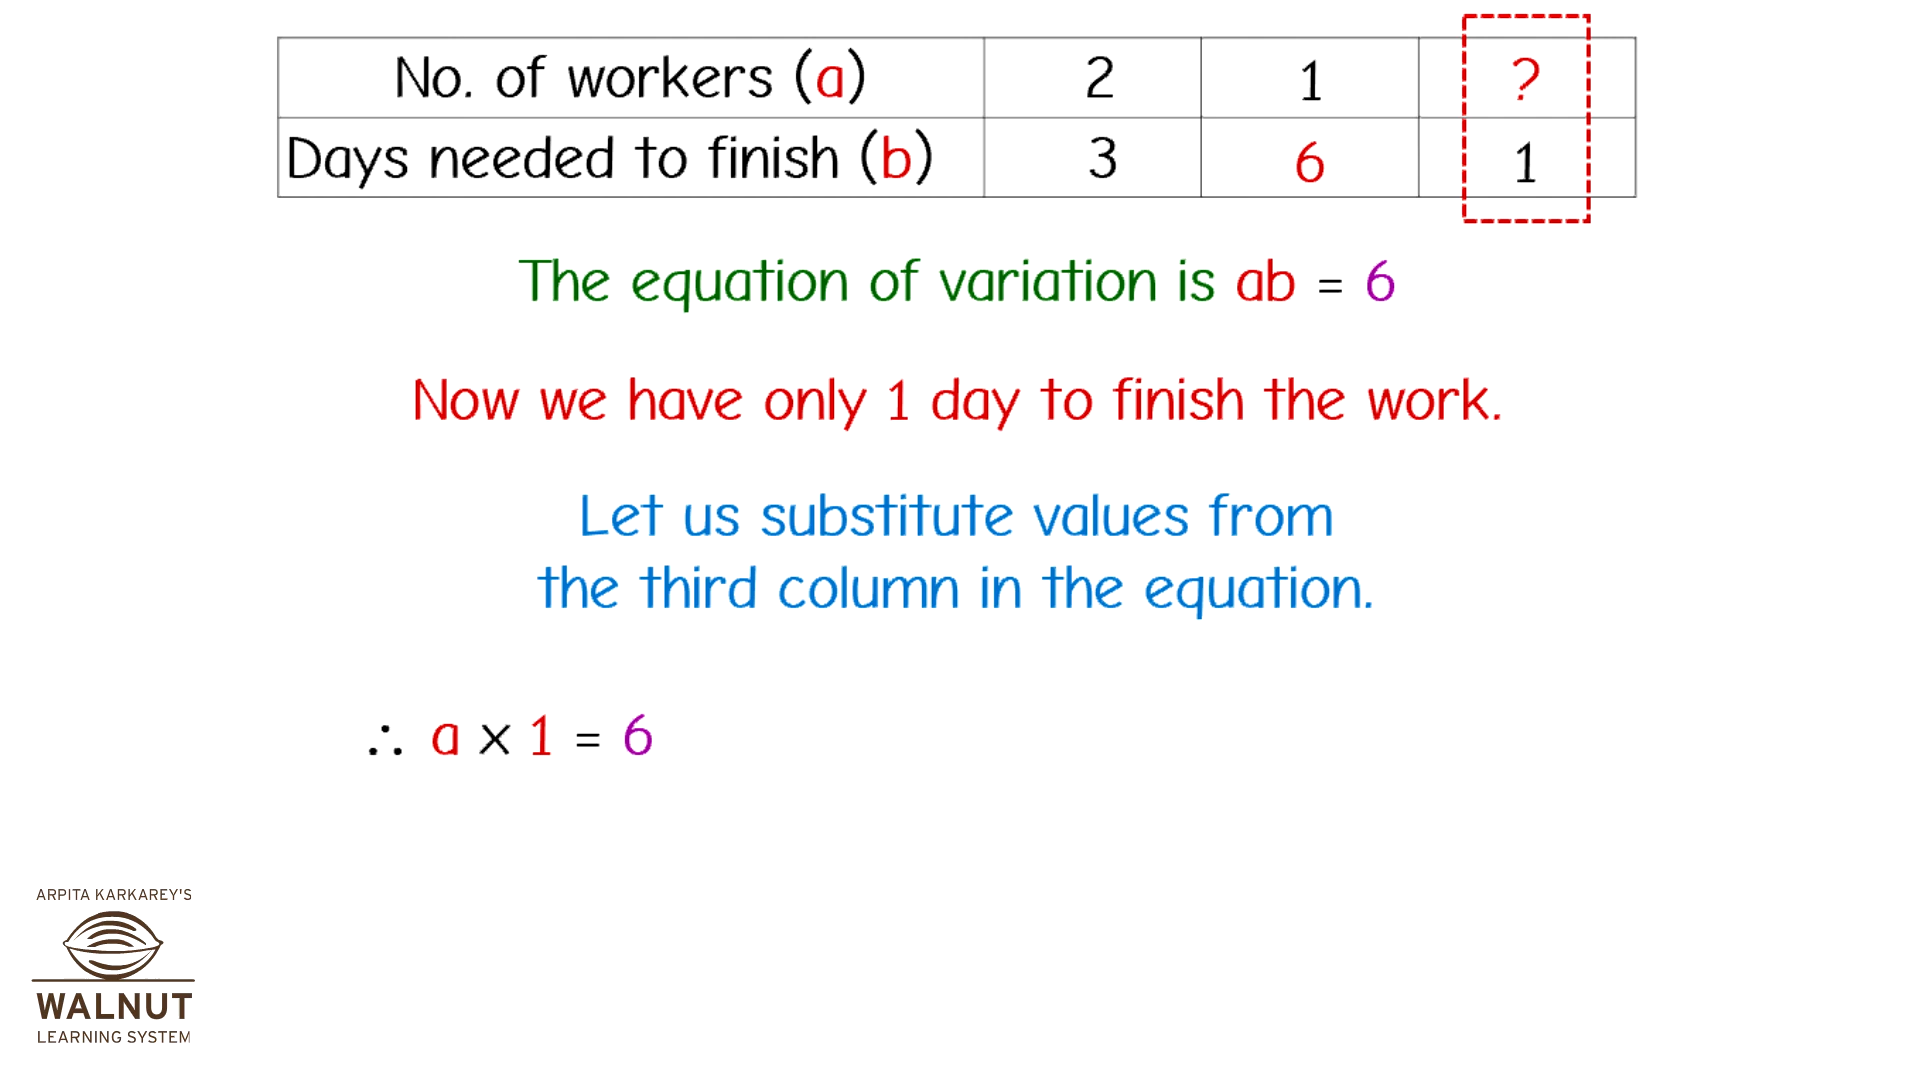 No. of workers (a) 2 1 ?
Days needed to finish (b) 3 6 1
The equation of variation is ab = 6
Now we have only 1 day to finish the work.
Let us substitute values from
the third column in the equation.
∴ a x 1 = 6
ARPITA KARKAREY'S
WALNUT
LEARNING SYSTEM